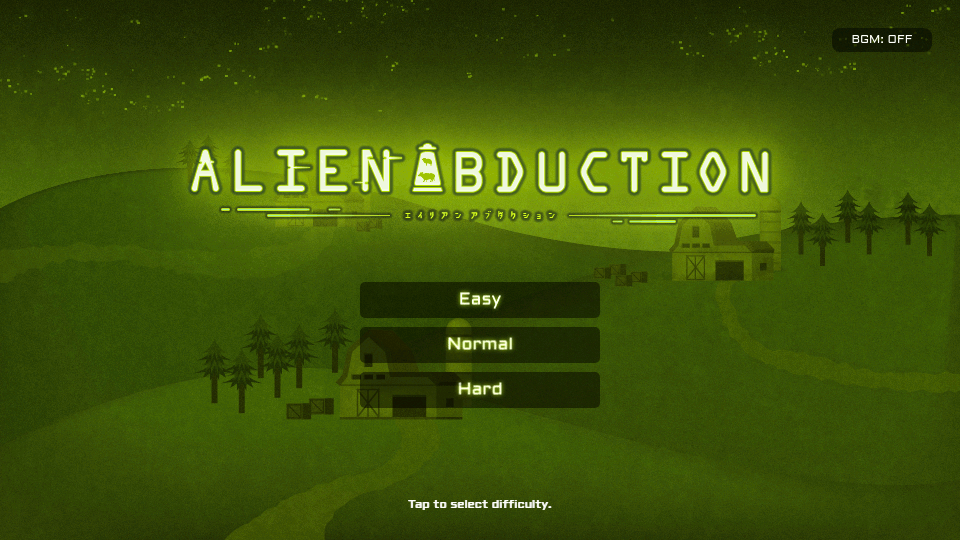 BGM: OFF
ALIEN ABDUCTION
エイリアン アブダクション
Easy
Normal
Hard
Tap to select difficulty.